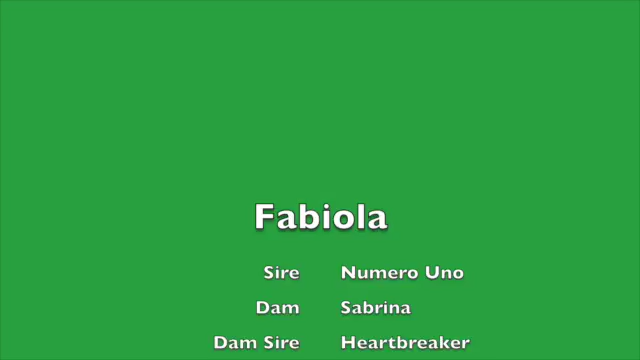 Fabiola
Sire Numero Uno
Dam Sabrina
Dam Sire Heartbreaker